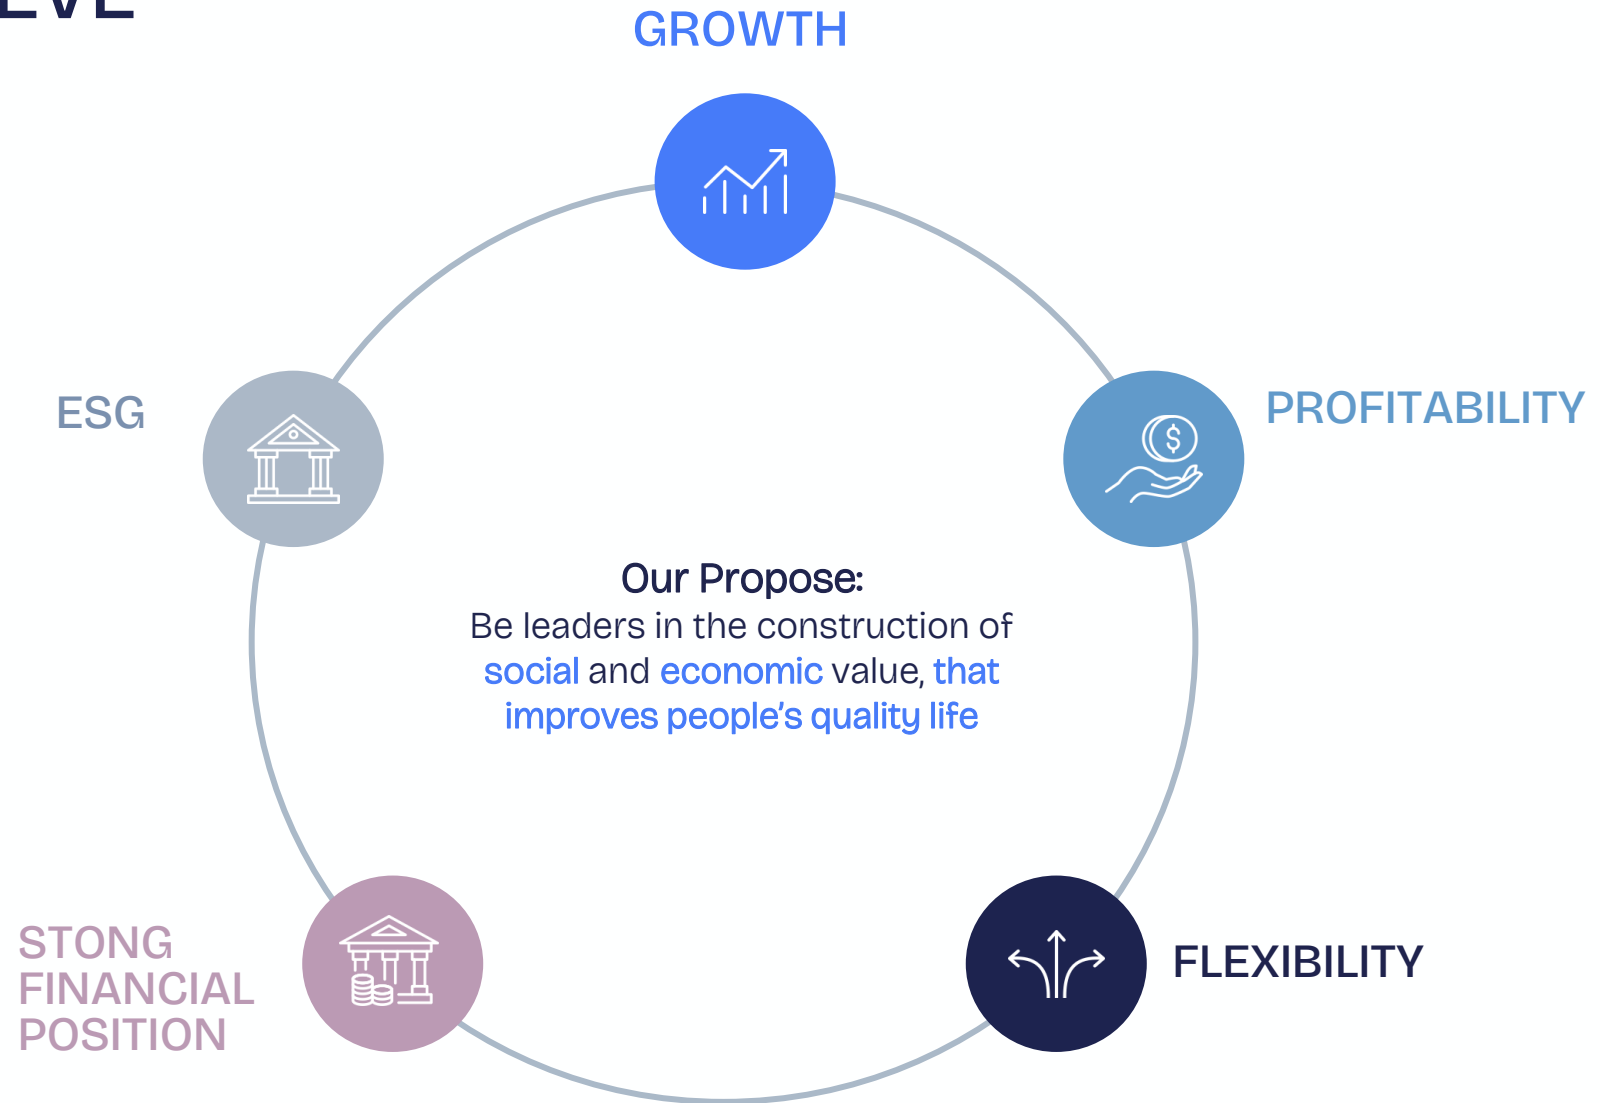 GROWTH
ESG
PROFITABILITY
Our Propose:
Be leaders in the construction of
social and economic value, that
improves people's quality life
STONG
FINANCIAL
POSITION
FLEXIBILITY